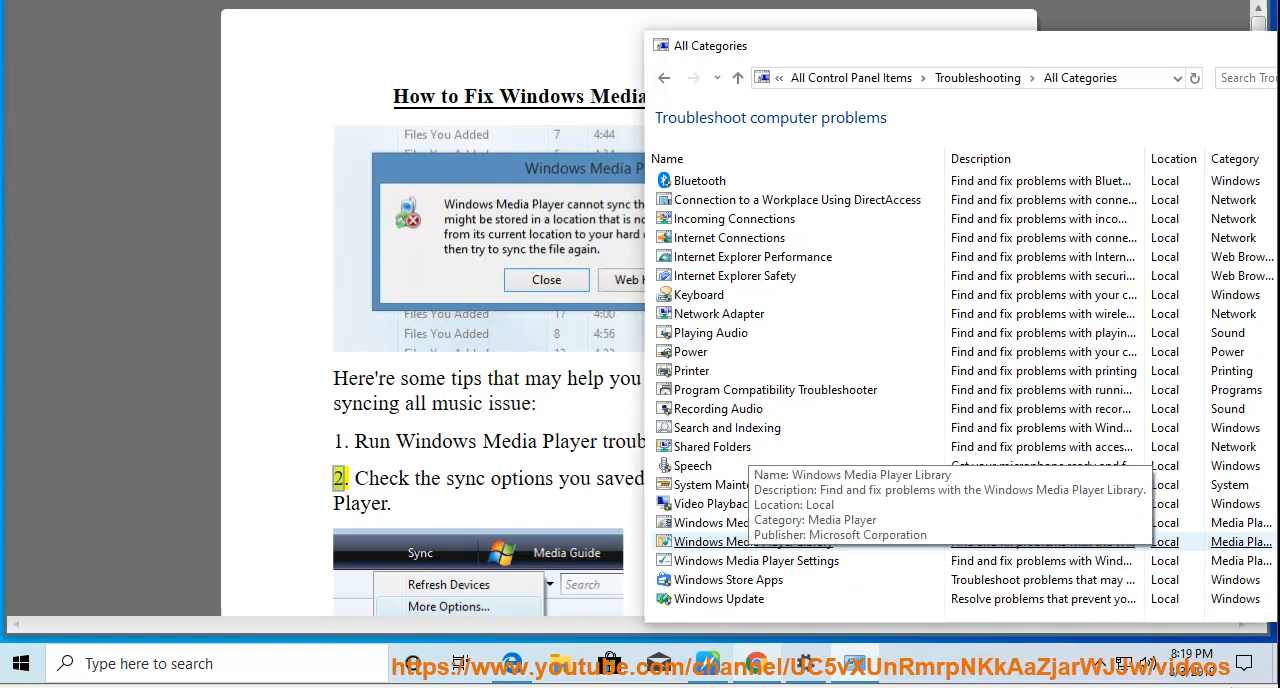 How to Fix Windows Media
Files You Added 7 4:44
Windows Media P
Windows Media Player cannot sync th
might be stored in a location that is no
from its current location to your hard
then try to sync the file again.
Close Web
Files You Added 17 4:00
Files You Added 8 4:56
Here're some tips that may help you
syncing all music issue:
1. Run Windows Media Player troub
2. Check the sync options you saved
Player.
Sync Media Guide
Refresh Devices Search
More Options...
All Categories
« All Control Panel Items › Troubleshooting › All Categories Search Trou
Troubleshoot computer problems
Name Description Location Category
Bluetooth Find and fix problems with Bluet... Local Windows
Connection to a Workplace Using DirectAccess Find and fix problems with conne... Local Network
Incoming Connections Find and fix problems with inco... Local Network
Internet Connections Find and fix problems with conne... Local Network
Internet Explorer Performance Find and fix problems with Intern... Local Web Brow...
Internet Explorer Safety Find and fix problems with securi... Local Web Brow...
Keyboard Find and fix problems with your c... Local Windows
Network Adapter Find and fix problems with wirele... Local Network
Playing Audio Find and fix problems with playin... Local Sound
Power Find and fix problems with your c... Local Power
Printer Find and fix problems with printing Local Printing
Program Compatibility Troubleshooter Find and fix problems with runni... Local Programs
Recording Audio Find and fix problems with recor... Local Sound
Search and Indexing Find and fix problems with Wind... Local Windows
Shared Folders Find and fix problems with acces... Local Network
Speech Local Windows
System Mainte Local System
Video Playbac Local Windows
Windows Med Local Media Pla...
Windows Media Player Library Local Media Pla...
Windows Media Player Settings Find and fix problems with Wind... Local Media Pla...
Windows Store Apps Troubleshoot problems that may ... Local Windows
Windows Update Resolve problems that prevent yo... Local Windows
Name: Windows Media Player Library
Description: Find and fix problems with the Windows Media Player Library.
Location: Local
Category: Media Player
Publisher: Microsoft Corporation
Type here to search
8:19 PM
https://www.youtube.com/channel/UC5vXUnRmrpNKkAaZjarWJ5w/videos